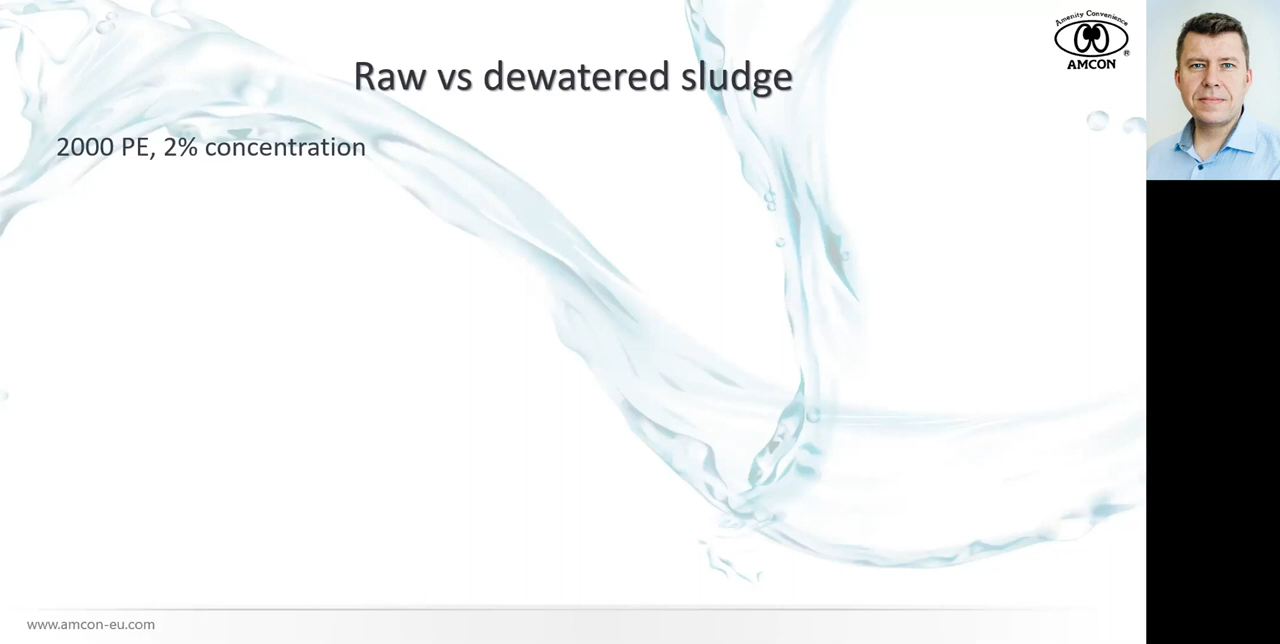 Amenity Convenience
AMCON
®
Raw vs dewatered sludge
2000 PE, 2% concentration
www.amcon-eu.com